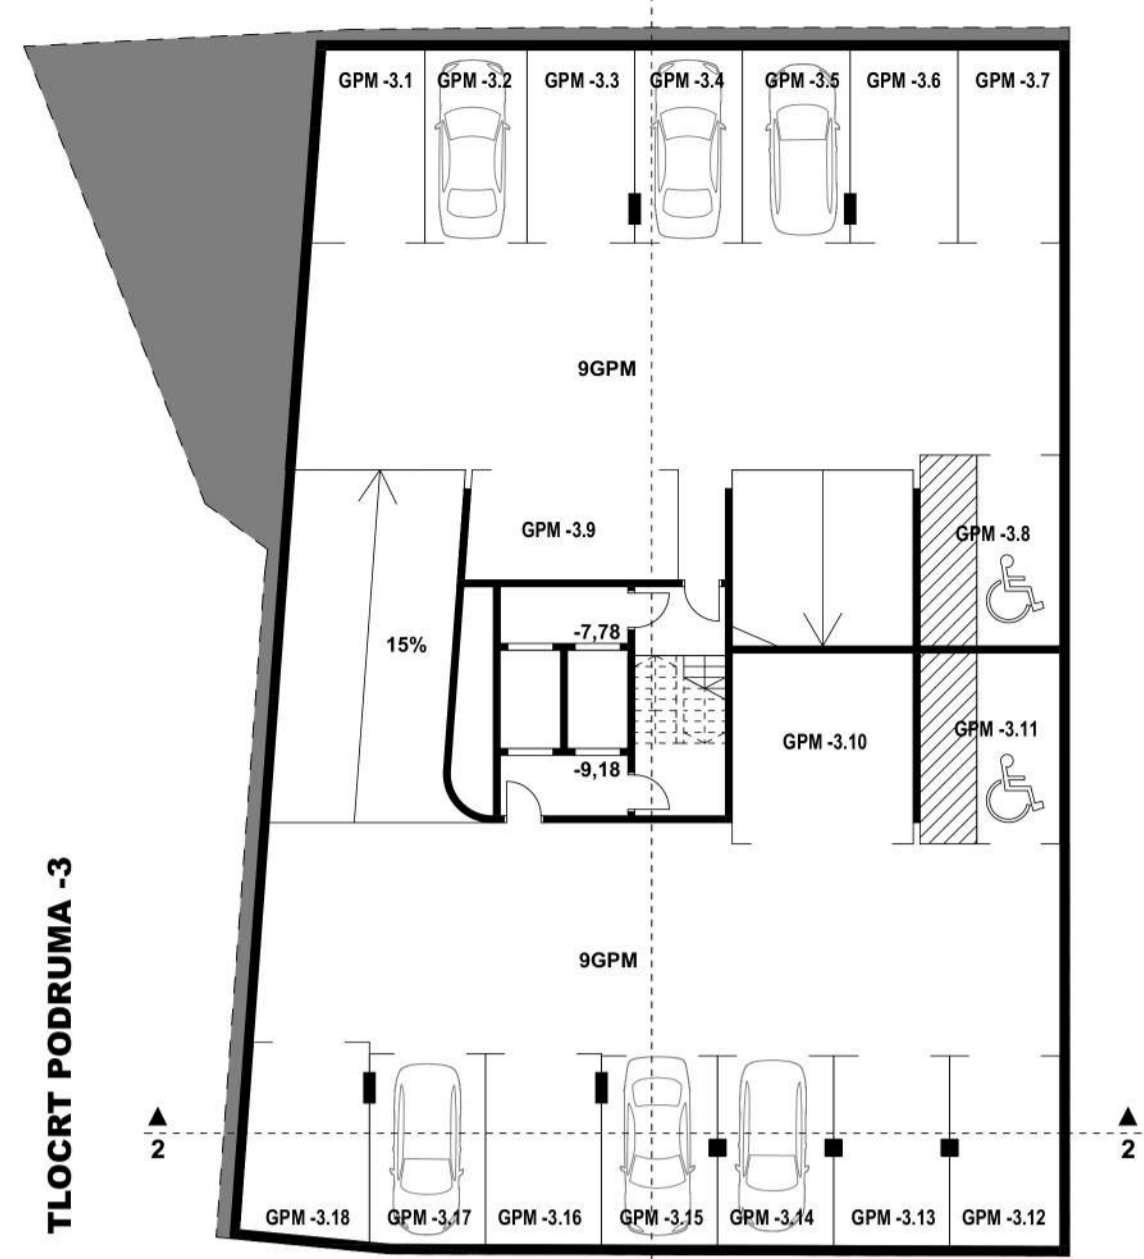 GPM -3.1
GPM -3.2
GPM -3.3
GPM -3.4
GPM -3.5
GPM -3.6
GPM -3.7
9GPM
GPM -3.9
GPM -3.8
-7,78
15%
GPM -3.10
GPM -3.11
-9,18
TLOCRT PODRUMA -3
9GPM
2
2
GPM -3.18
GPM -3.17
GPM -3.16
GPM -3.15
GPM -3.14
GPM -3.13
GPM -3.12